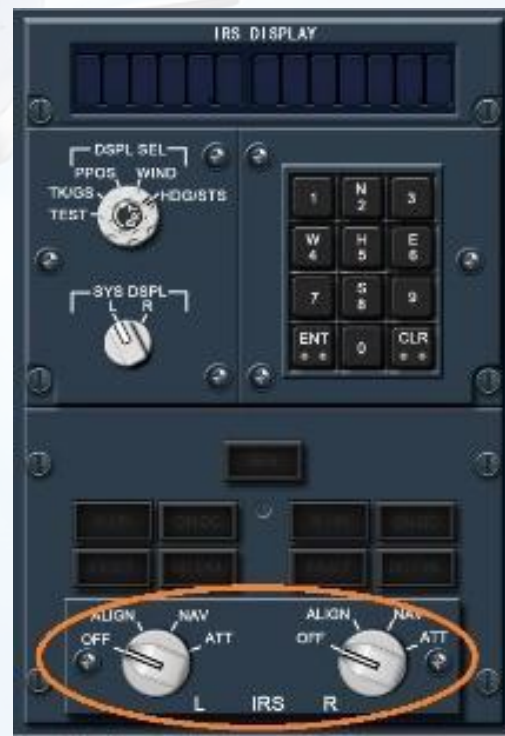 IRS DISPLAY
DSPL SEL
PPOS WIND
TK/GS HDG/STS
TEST
SYS DSPL
L R
1 N 2 3
W 4 H 5 E 6
7 S 8 9
ENT 0 CLR
ALIGN NAV ALIGN NAV
OFF ATT OFF ATT
L IRS R